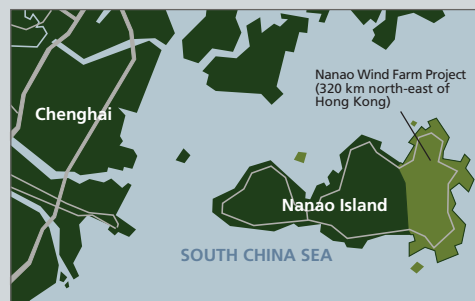 Nanao Wind Farm Project
(320 km north-east of
Hong Kong)
Chenghai
Nanao Island
SOUTH CHINA SEA